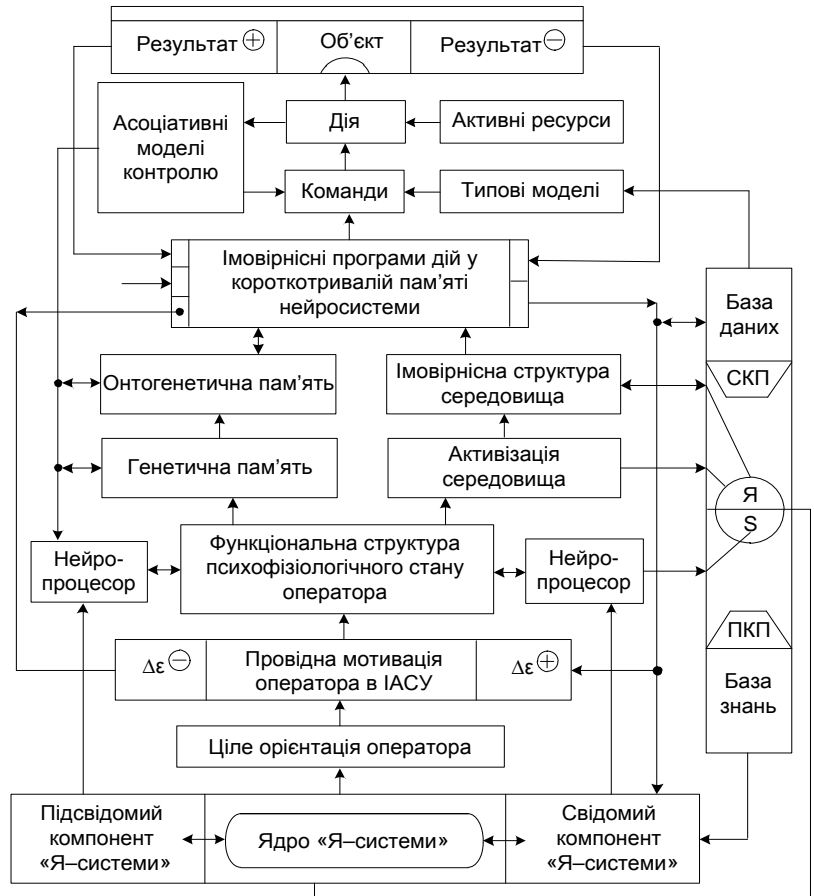 Результат ⊕
Об’єкт
Результат ⊖
Асоціативні
моделі
контролю
Дія
Активні ресурси
Команди
Типові моделі
Імовірнісні програми дій у
короткотривалій пам’яті
нейросистеми
База
даних
СКП
Онтогенетична пам’ять
Імовірнісна структура
середовища
Генетична пам’ять
Активізація
середовища
Я
S
Нейро-
процесор
Функціональна структура
психофізіологічного стану
оператора
Нейро-
процесор
ПКП
База
знань
Δε ⊖
Провідна мотивація
оператора в ІАСУ
Δε ⊕
Ціле орієнтація оператора
Підсвідомий
компонент
«Я–системи»
Ядро «Я–системи»
Свідомий
компонент
«Я–системи»